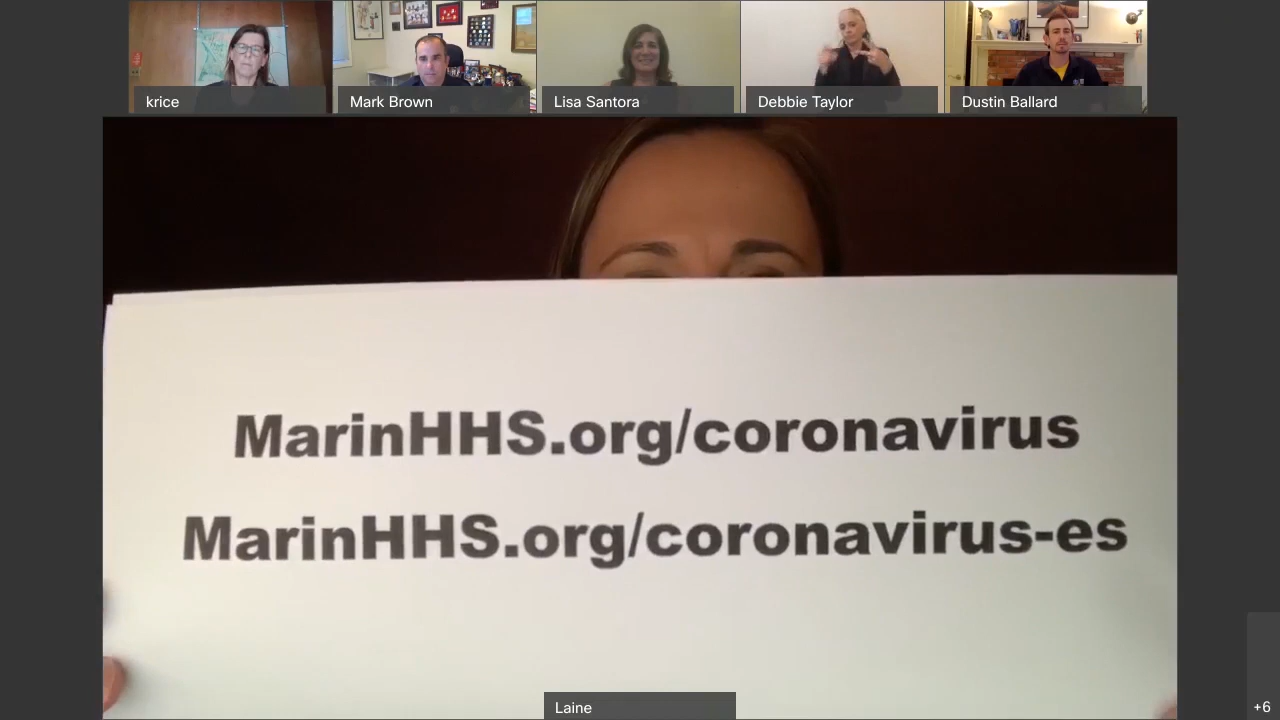 krice
Mark Brown
Lisa Santora
Debbie Taylor
Dustin Ballard
MarinHHS.org/coronavirus
MarinHHS.org/coronavirus-es
Laine
+6